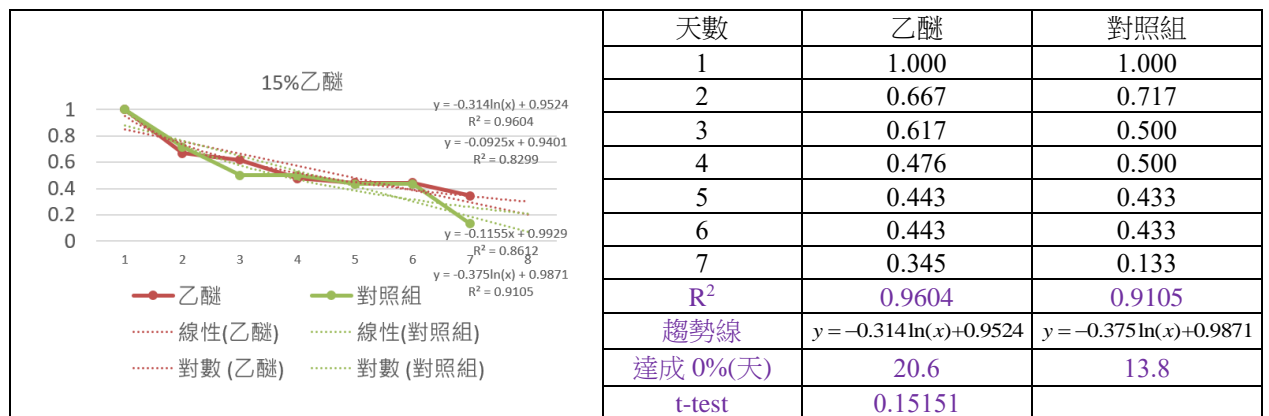 15%乙醚
y = -0.314ln(x) + 0.9524
R² = 0.9604
y = -0.0925x + 0.9401
R² = 0.8299
1
0.8
0.6
0.4
0.2
0
y = -0.1155x + 0.9929
R² = 0.8612
1 2 3 4 5 6 7 8
y = -0.375ln(x) + 0.9871
R² = 0.9105
乙醚 對照組
線性(乙醚) 線性(對照組)
對數 (乙醚) 對數 (對照組)
天數 乙醚 對照組
1 1.000 1.000
2 0.667 0.717
3 0.617 0.500
4 0.476 0.500
5 0.443 0.433
6 0.443 0.433
7 0.345 0.133
R² 0.9604 0.9105
趨勢線 y = −0.314ln(x)+0.9524 y = −0.375ln(x)+0.9871
達成 0%(天) 20.6 13.8
t-test 0.15151